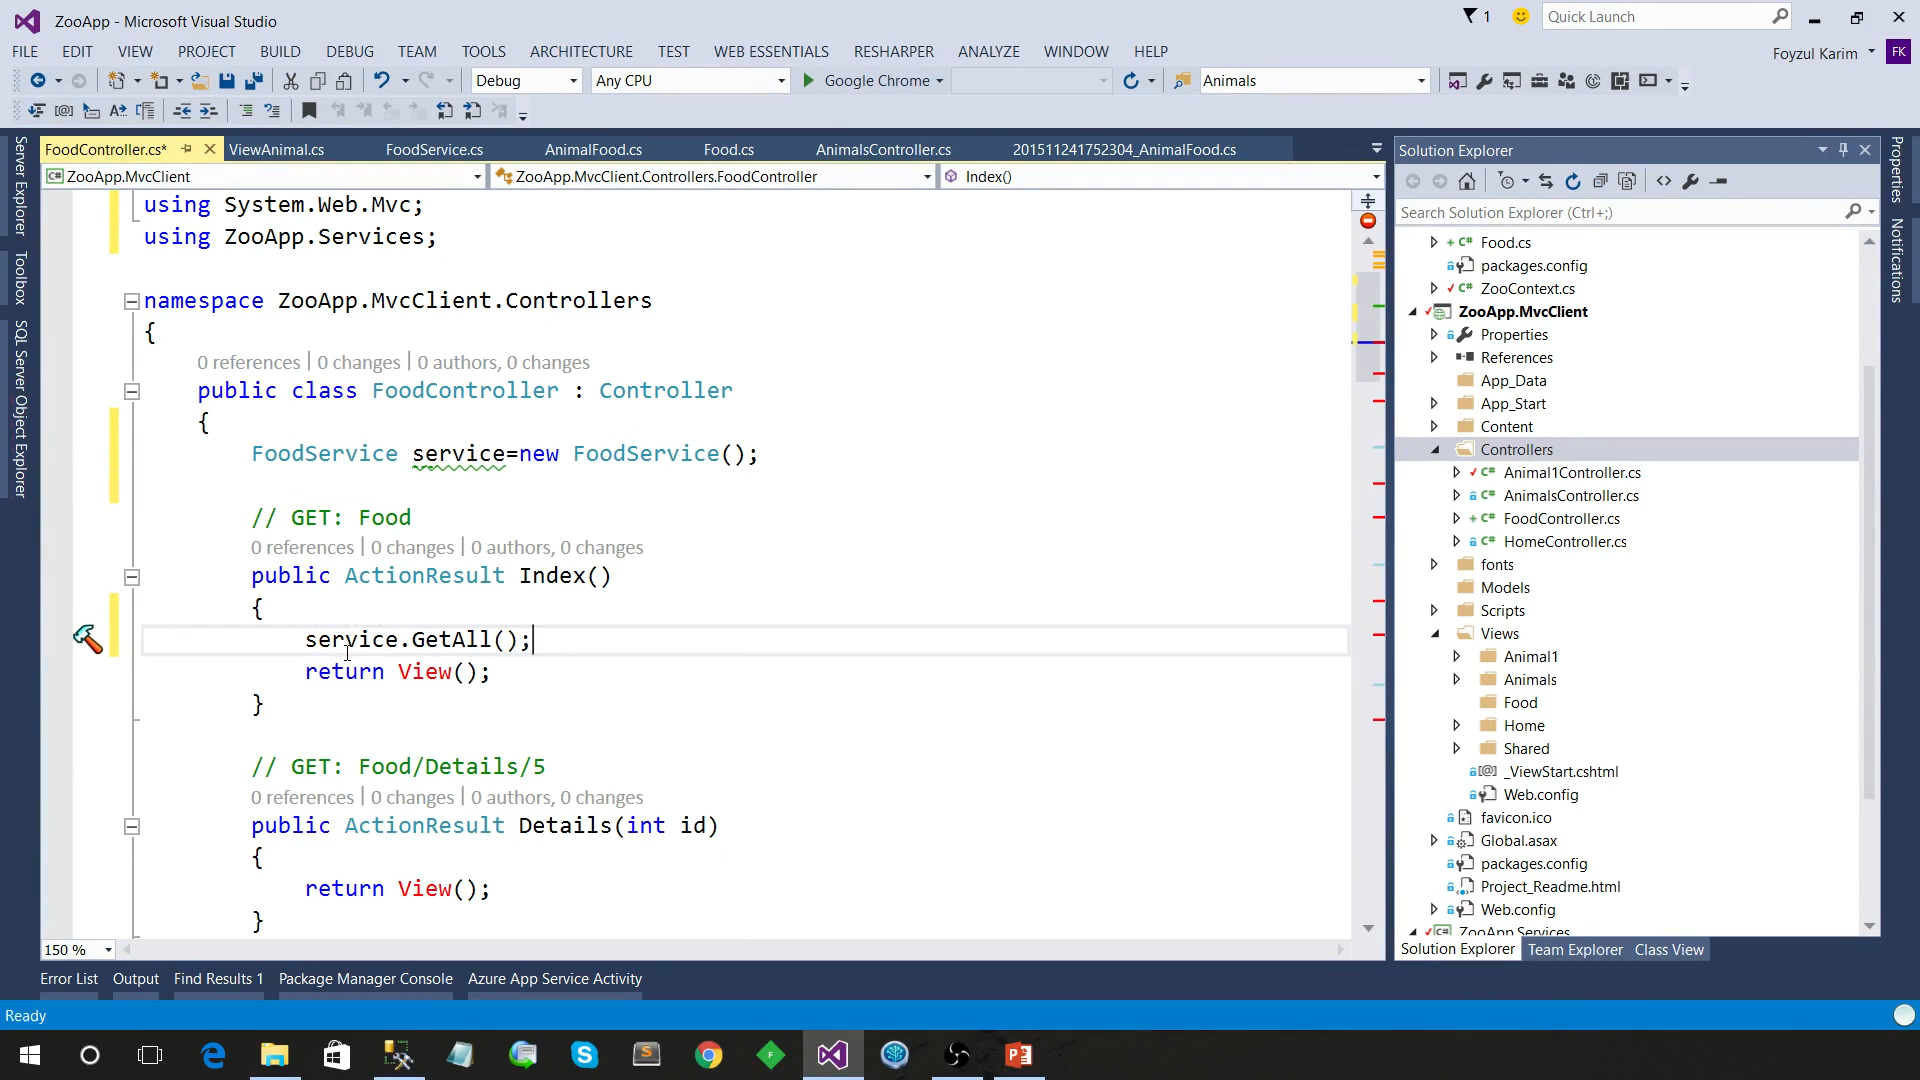 ZooApp - Microsoft Visual Studio
1
Quick Launch
FILE EDIT VIEW PROJECT BUILD DEBUG TEAM TOOLS ARCHITECTURE TEST WEB ESSENTIALS RESHARPER ANALYZE WINDOW HELP
Foyzul Karim FK
Debug Any CPU Google Chrome Animals
FoodController.cs* ViewAnimal.cs FoodService.cs AnimalFood.cs Food.cs AnimalsController.cs 201511241752304_AnimalFood.cs
ZooApp.MvcClient ZooApp.MvcClient.Controllers.FoodController Index()
Server Explorer
Toolbox
SQL Server Object Explorer
using System.Web.Mvc;
using ZooApp.Services;
namespace ZooApp.MvcClient.Controllers
{
0 references | 0 changes | 0 authors, 0 changes
public class FoodController : Controller
{
FoodService service=new FoodService();
// GET: Food
0 references | 0 changes | 0 authors, 0 changes
public ActionResult Index()
{
service.GetAll();
return View();
}
// GET: Food/Details/5
0 references | 0 changes | 0 authors, 0 changes
public ActionResult Details(int id)
{
return View();
}
150 %
Solution Explorer
Search Solution Explorer (Ctrl+;)
Food.cs
packages.config
ZooContext.cs
ZooApp.MvcClient
Properties
References
App_Data
App_Start
Content
Controllers
Animal1Controller.cs
AnimalsController.cs
FoodController.cs
HomeController.cs
fonts
Models
Scripts
Views
Animal1
Animals
Food
Home
Shared
_ViewStart.cshtml
Web.config
favicon.ico
Global.asax
packages.config
Project_Readme.html
Web.config
ZooApp.Services
Solution Explorer Team Explorer Class View
Properties
Notifications
Error List Output Find Results 1 Package Manager Console Azure App Service Activity
Ready